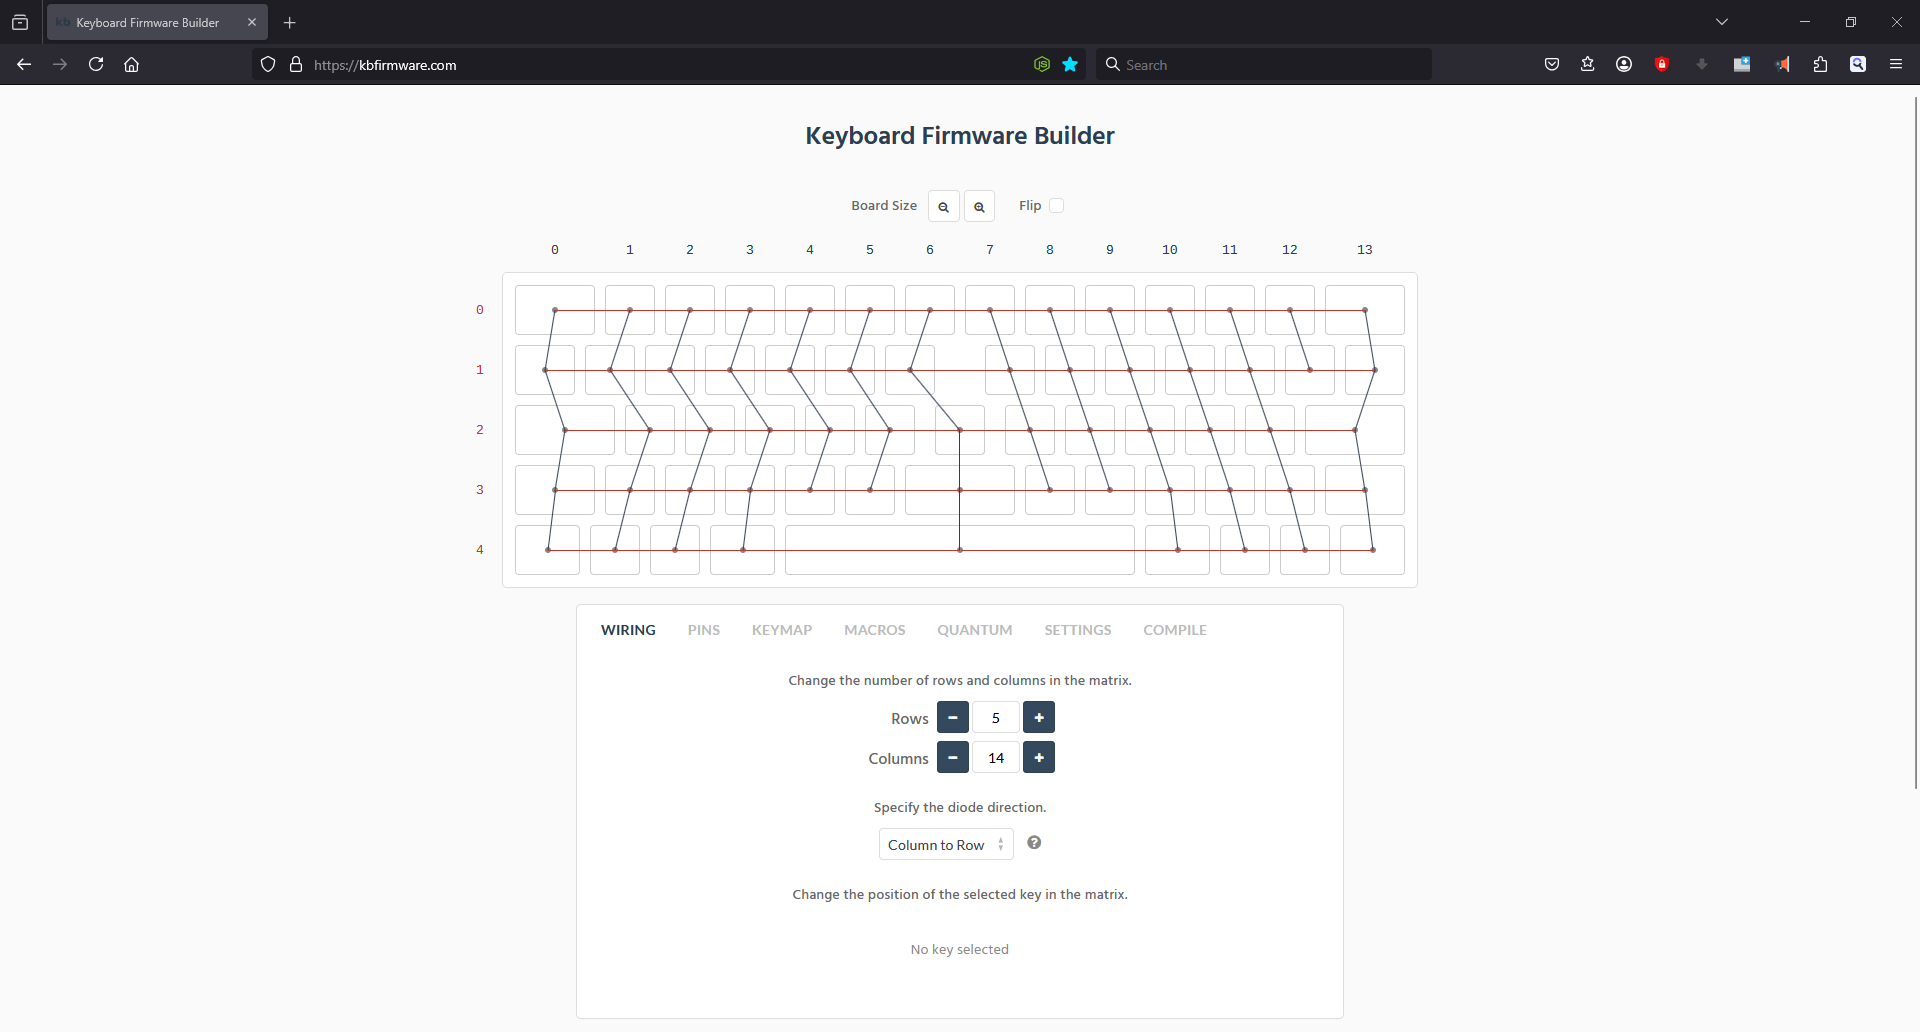 kb Keyboard Firmware Builder
https://kbfirmware.com
Search
Keyboard Firmware Builder
Board Size Flip
0 1 2 3 4 5 6 7 8 9 10 11 12 13
0
1
2
3
4
WIRING PINS KEYMAP MACROS QUANTUM SETTINGS COMPILE
Change the number of rows and columns in the matrix.
Rows − 5 +
Columns − 14 +
Specify the diode direction.
Column to Row ?
Change the position of the selected key in the matrix.
No key selected